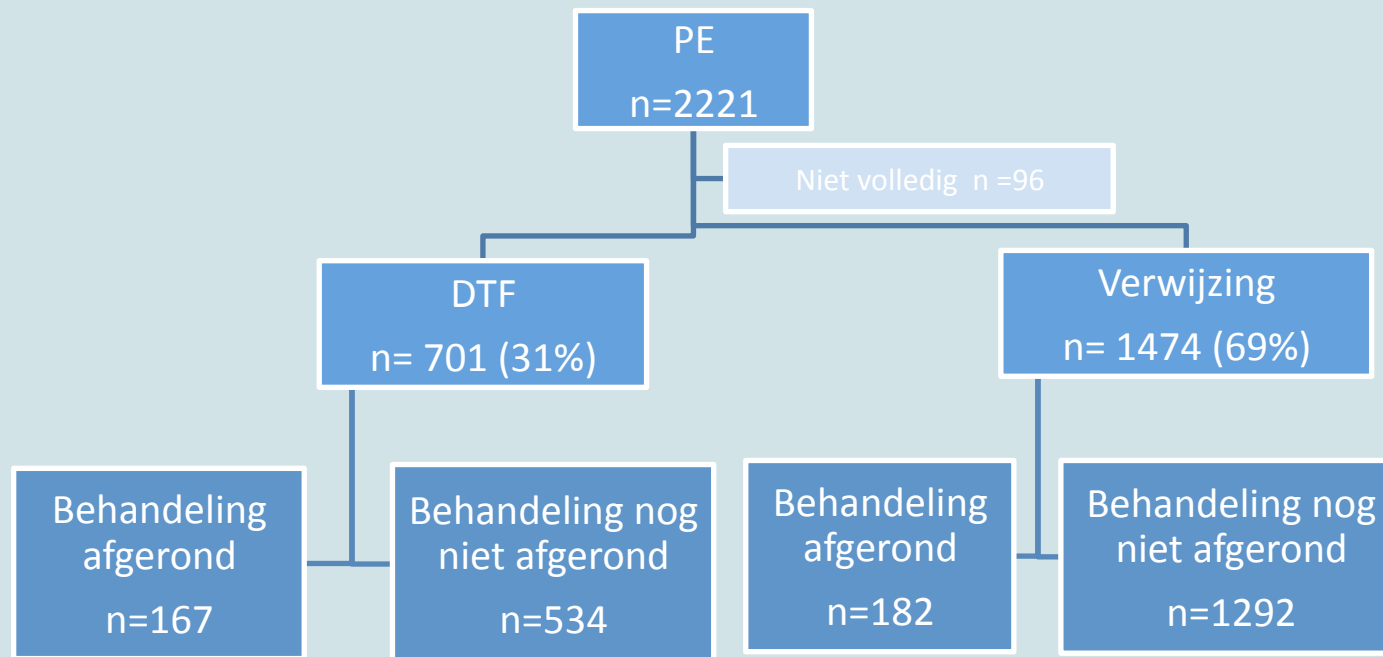 PE
n=2221
Niet volledig n =96
DTF
n= 701 (31%)
Verwijzing
n= 1474 (69%)
Behandeling
afgerond
n=167
Behandeling nog
niet afgerond
n=534
Behandeling
afgerond
n=182
Behandeling nog
niet afgerond
n=1292